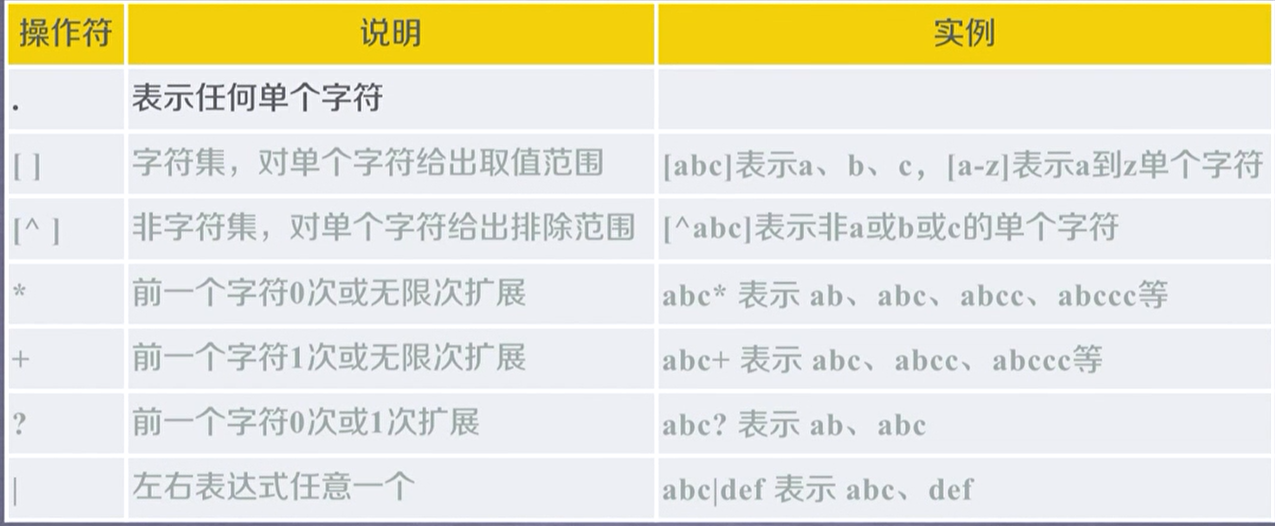 操作符 说明 实例
. 表示任何单个字符
[ ] 字符集，对单个字符给出取值范围 [abc]表示a、b、c，[a-z]表示a到z单个字符
[^ ] 非字符集，对单个字符给出排除范围 [^abc]表示非a或b或c的单个字符
* 前一个字符0次或无限次扩展 abc* 表示 ab、abc、abcc、abccc等
+ 前一个字符1次或无限次扩展 abc+ 表示 abc、abcc、abccc等
? 前一个字符0次或1次扩展 abc? 表示 ab、abc
| 左右表达式任意一个 abc|def 表示 abc、def